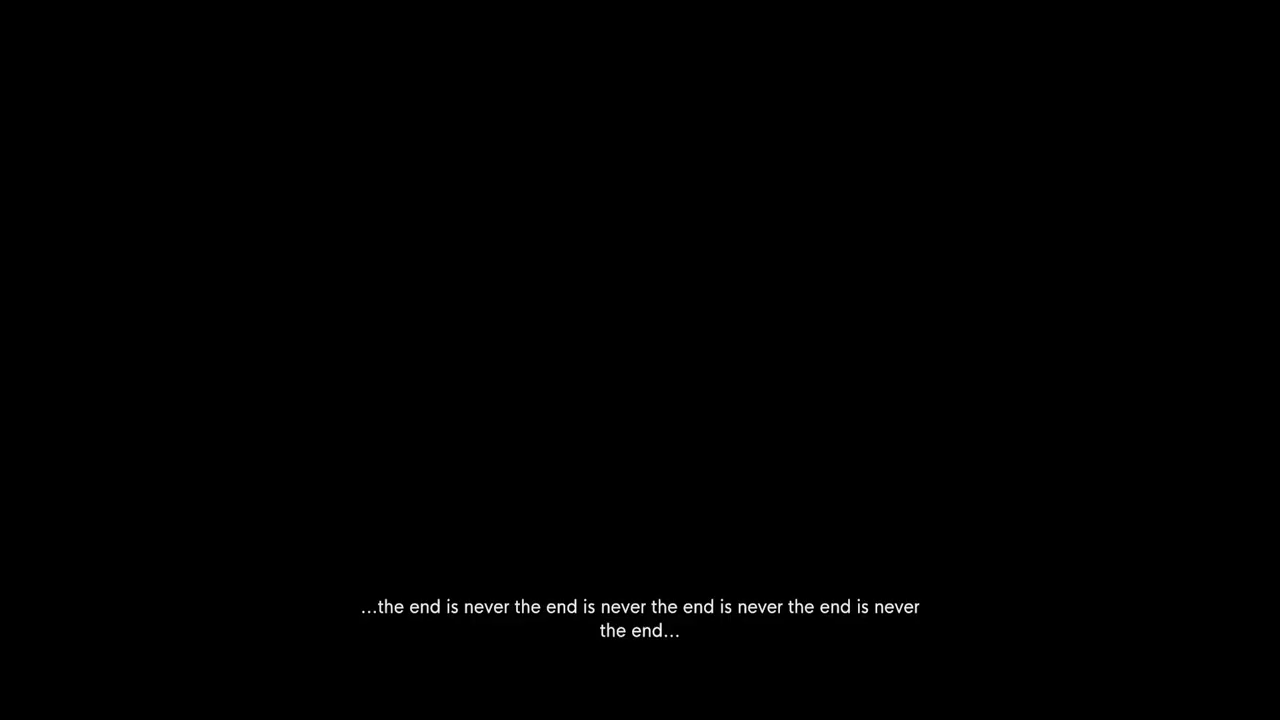 ...the end is never the end is never the end is never the end is never
the end...